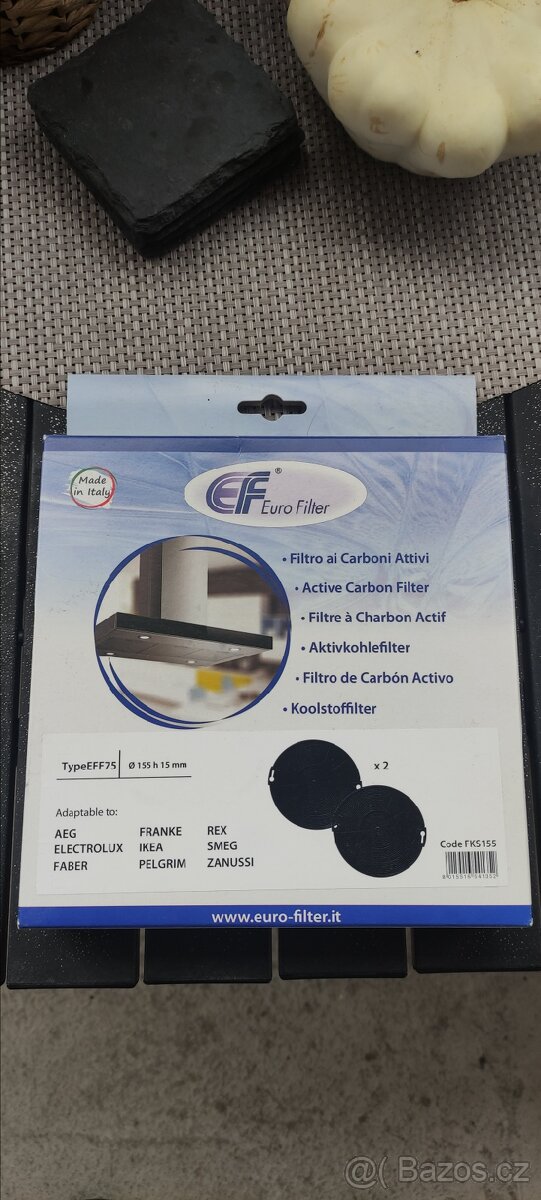 Made
in Italy
EF®
Euro Filter
• Filtro ai Carboni Attivi
• Active Carbon Filter
• Filtre à Charbon Actif
• Aktivkohlefilter
• Filtro de Carbón Activo
• Koolstoffilter
TypeEFF75
Ø 155 h 15 mm
x 2
Adaptable to:
AEG FRANKE REX
ELECTROLUX IKEA SMEG
FABER PELGRIM ZANUSSI
Code FKS155
www.euro-filter.it
@( Bazos.cz